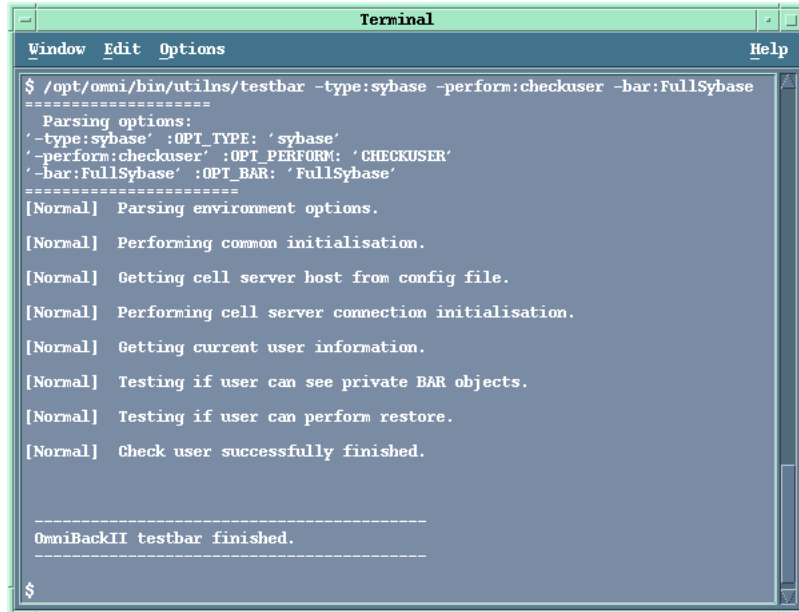 Terminal
Window Edit Options Help
$ /opt/omni/bin/utilns/testbar -type:sybase -perform:checkuser -bar:FullSybase
=====================
Parsing options:
'-type:sybase' :OPT_TYPE: 'sybase'
'-perform:checkuser' :OPT_PERFORM: 'CHECKUSER'
'-bar:FullSybase' :OPT_BAR: 'FullSybase'
========================
[Normal] Parsing environment options.
[Normal] Performing common initialisation.
[Normal] Getting cell server host from config file.
[Normal] Performing cell server connection initialisation.
[Normal] Getting current user information.
[Normal] Testing if user can see private BAR objects.
[Normal] Testing if user can perform restore.
[Normal] Check user successfully finished.
--------------------------------------------
OmniBackII testbar finished.
--------------------------------------------
$